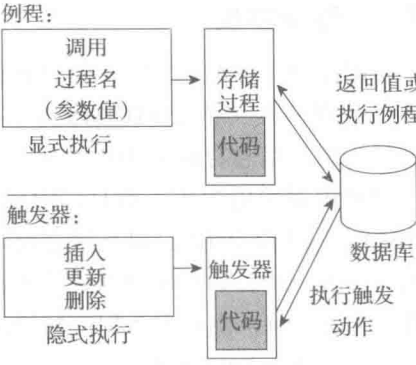 例程：
调用
过程名
（参数值）
显式执行
存储
过程
代码
返回值或
执行例程
触发器：
插入
更新
删除
隐式执行
触发器
代码
数据库
执行触发
动作